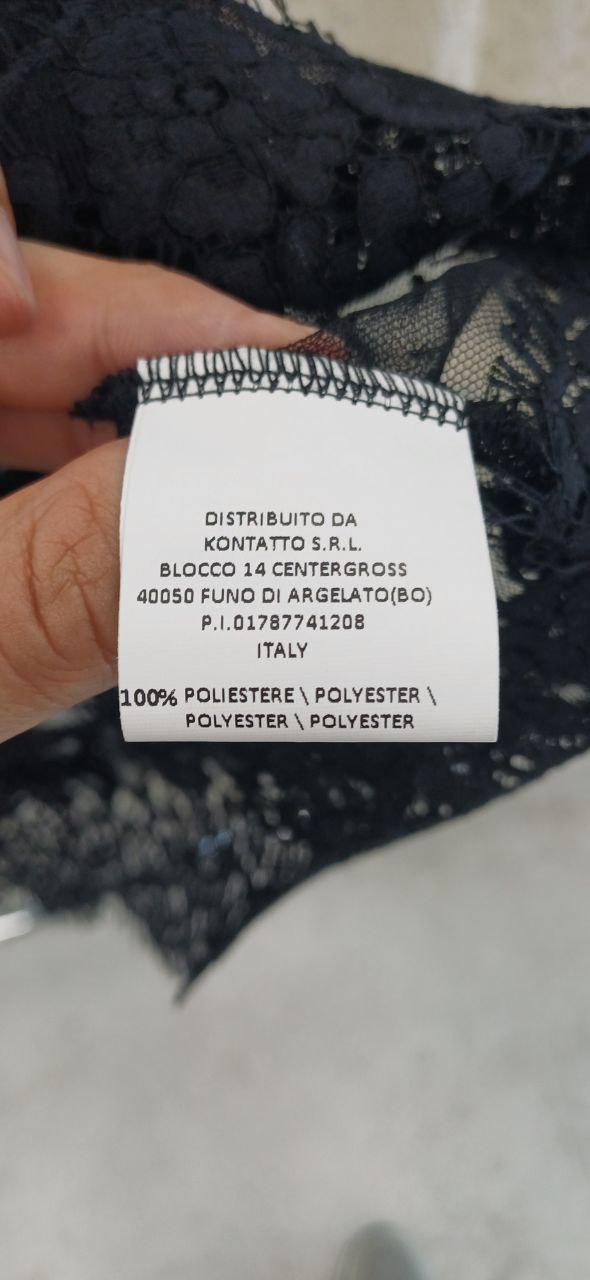 DISTRIBUITO DA
KONTATTO S.R.L.
BLOCCO 14 CENTERGROSS
40050 FUNO DI ARGELATO(BO)
P.I.01787741208
ITALY
100% POLIESTERE \ POLYESTER \
POLYESTER \ POLYESTER